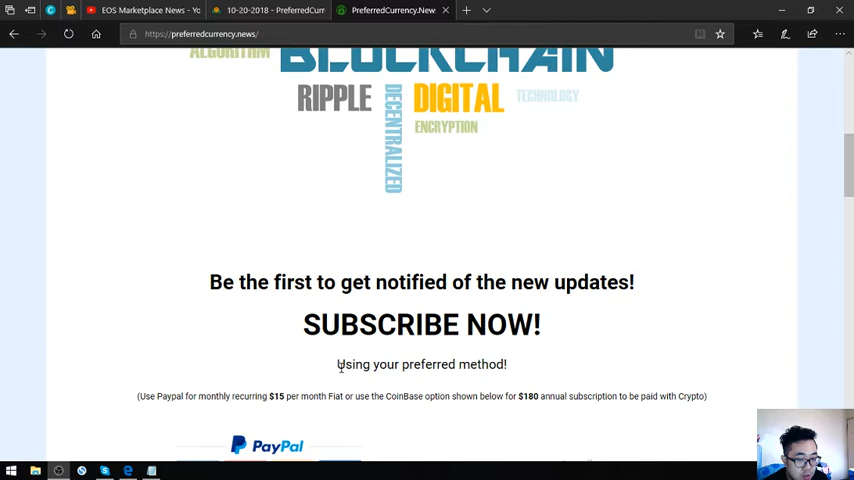 EOS Marketplace News - Yo
10-20-2018 - PreferredCurr
PreferredCurrency.New
https://preferredcurrency.news/
ALGORITHM
BLOCKCHAIN
RIPPLE
DECENTRALIZED
DIGITAL
TECHNOLOGY
ENCRYPTION
Be the first to get notified of the new updates!
SUBSCRIBE NOW!
Using your preferred method!
(Use Paypal for monthly recurring $15 per month Fiat or use the CoinBase option shown below for $180 annual subscription to be paid with Crypto)
PayPal